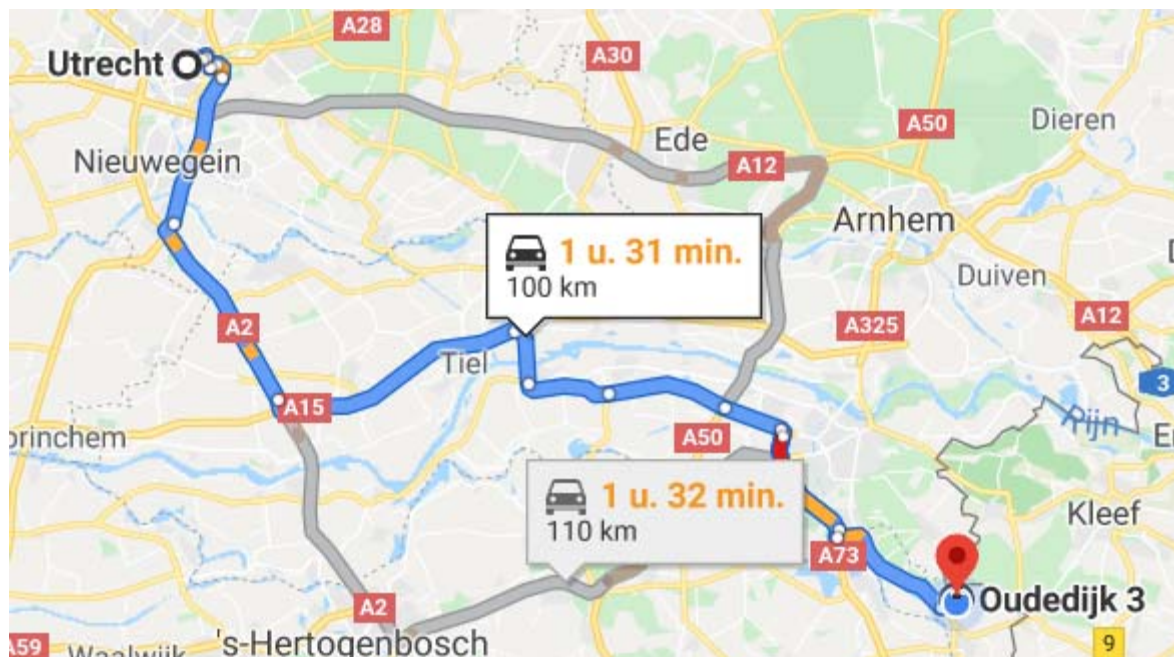 A28
Utrecht
A30
Dieren
A50
Ede
Nieuwegein
A12
Arnhem
1 u. 31 min.
100 km
Duiven
A12
A2
A325
Tiel
3
A15
Rijn
orinchem
A50
1 u. 32 min.
110 km
Kleef
A73
Oudedijk 3
A2
's-Hertogenbosch
A59
Waalwijk
9